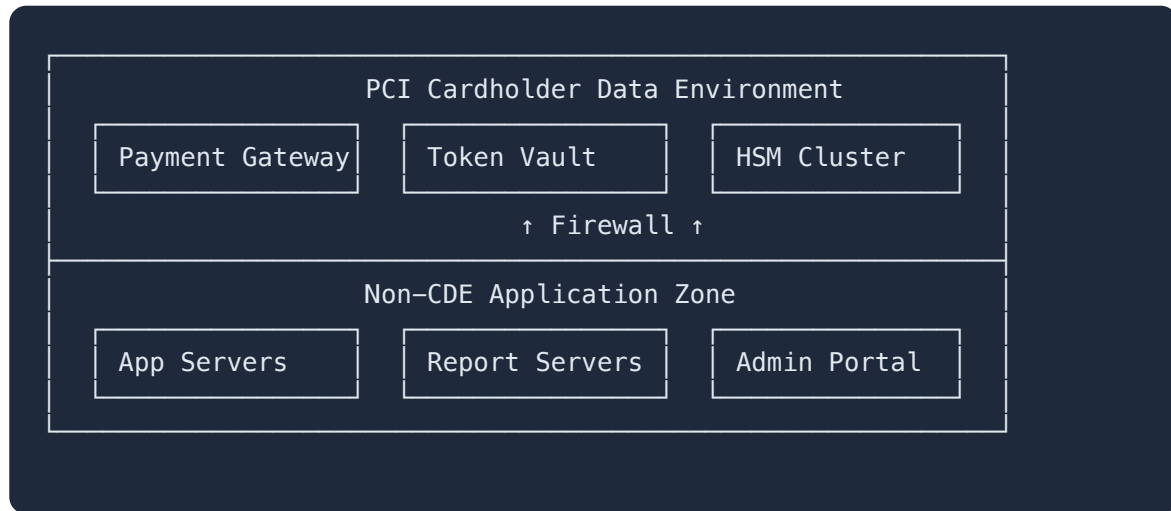 PCI Cardholder Data Environment
Payment Gateway Token Vault HSM Cluster
↑ Firewall ↑
Non-CDE Application Zone
App Servers Report Servers Admin Portal